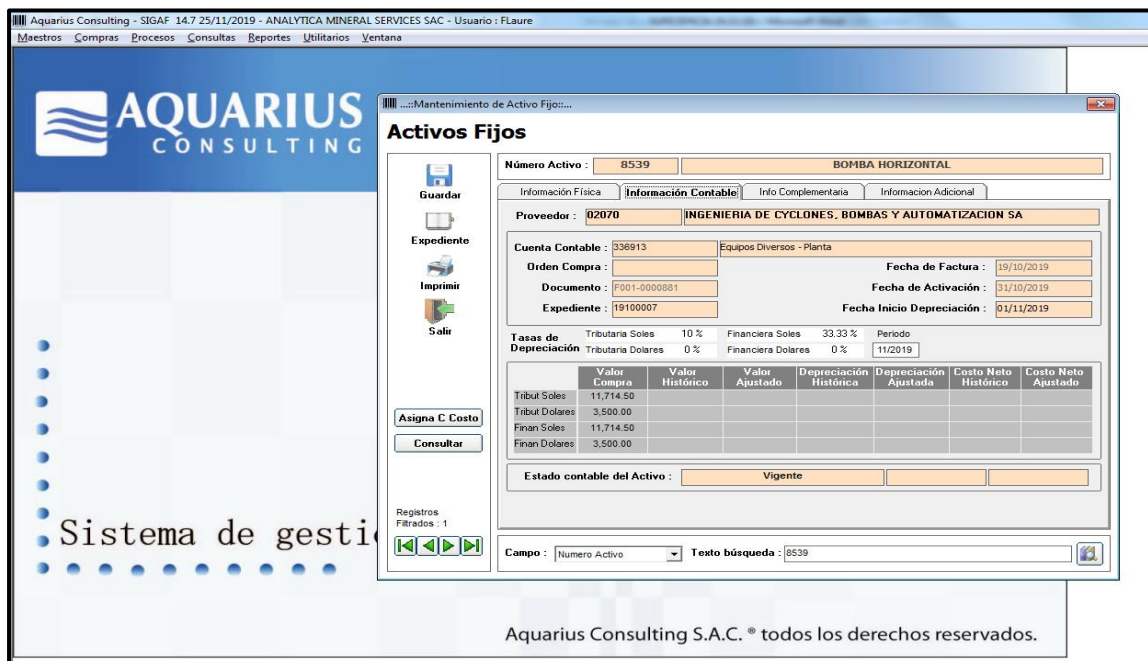 Aquarius Consulting - SIGAF 14.7 25/11/2019 - ANALYTICA MINERAL SERVICES SAC - Usuario : FLaure
Maestros Compras Procesos Consultas Reportes Utilitarios Ventana
AQUARIUS
CONSULTING
...::Mantenimiento de Activo Fijo::...
Activos Fijos
Guardar
Expediente
Imprimir
Salir
Asigna C Costo
Consultar
Registros
Filtrados : 1
Número Activo : 8539 BOMBA HORIZONTAL
Información Física Información Contable Info Complementaria Informacion Adicional
Proveedor : 02070 INGENIERIA DE CYCLONES, BOMBAS Y AUTOMATIZACION SA
Cuenta Contable : 336913 Equipos Diversos - Planta
Orden Compra : Fecha de Factura : 19/10/2019
Documento : F001-0000881 Fecha de Activación : 31/10/2019
Expediente : 19100007 Fecha Inicio Depreciación : 01/11/2019
Tasas de Depreciación
Tributaria Soles 10 % Financiera Soles 33.33 % Periodo
Tributaria Dolares 0 % Financiera Dolares 0 % 11/2019
Valor Compra Valor Histórico Valor Ajustado Depreciación Histórica Depreciación Ajustada Costo Neto Histórico Costo Neto Ajustado
Tribut Soles 11,714.50
Tribut Dolares 3,500.00
Finan Soles 11,714.50
Finan Dolares 3,500.00
Estado contable del Activo : Vigente
Campo : Numero Activo Texto búsqueda : 8539
Sistema de gesti
Aquarius Consulting S.A.C. ® todos los derechos reservados.